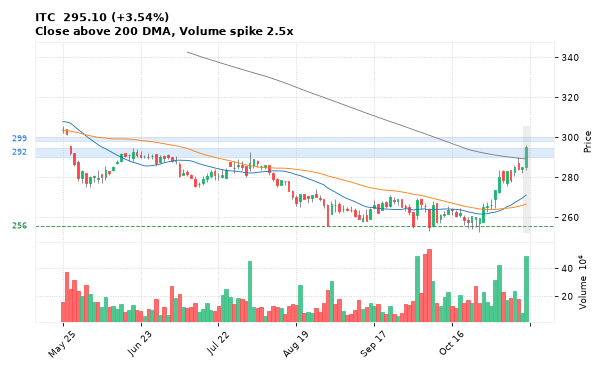 ITC  295.10 (+3.54%)
Close above 200 DMA, Volume spike 2.5x
340
320
300
280
260
Price
299
292
256
40
20
Volume 10⁴
May 25
Jun 23
Jul 22
Aug 19
Sep 17
Oct 16